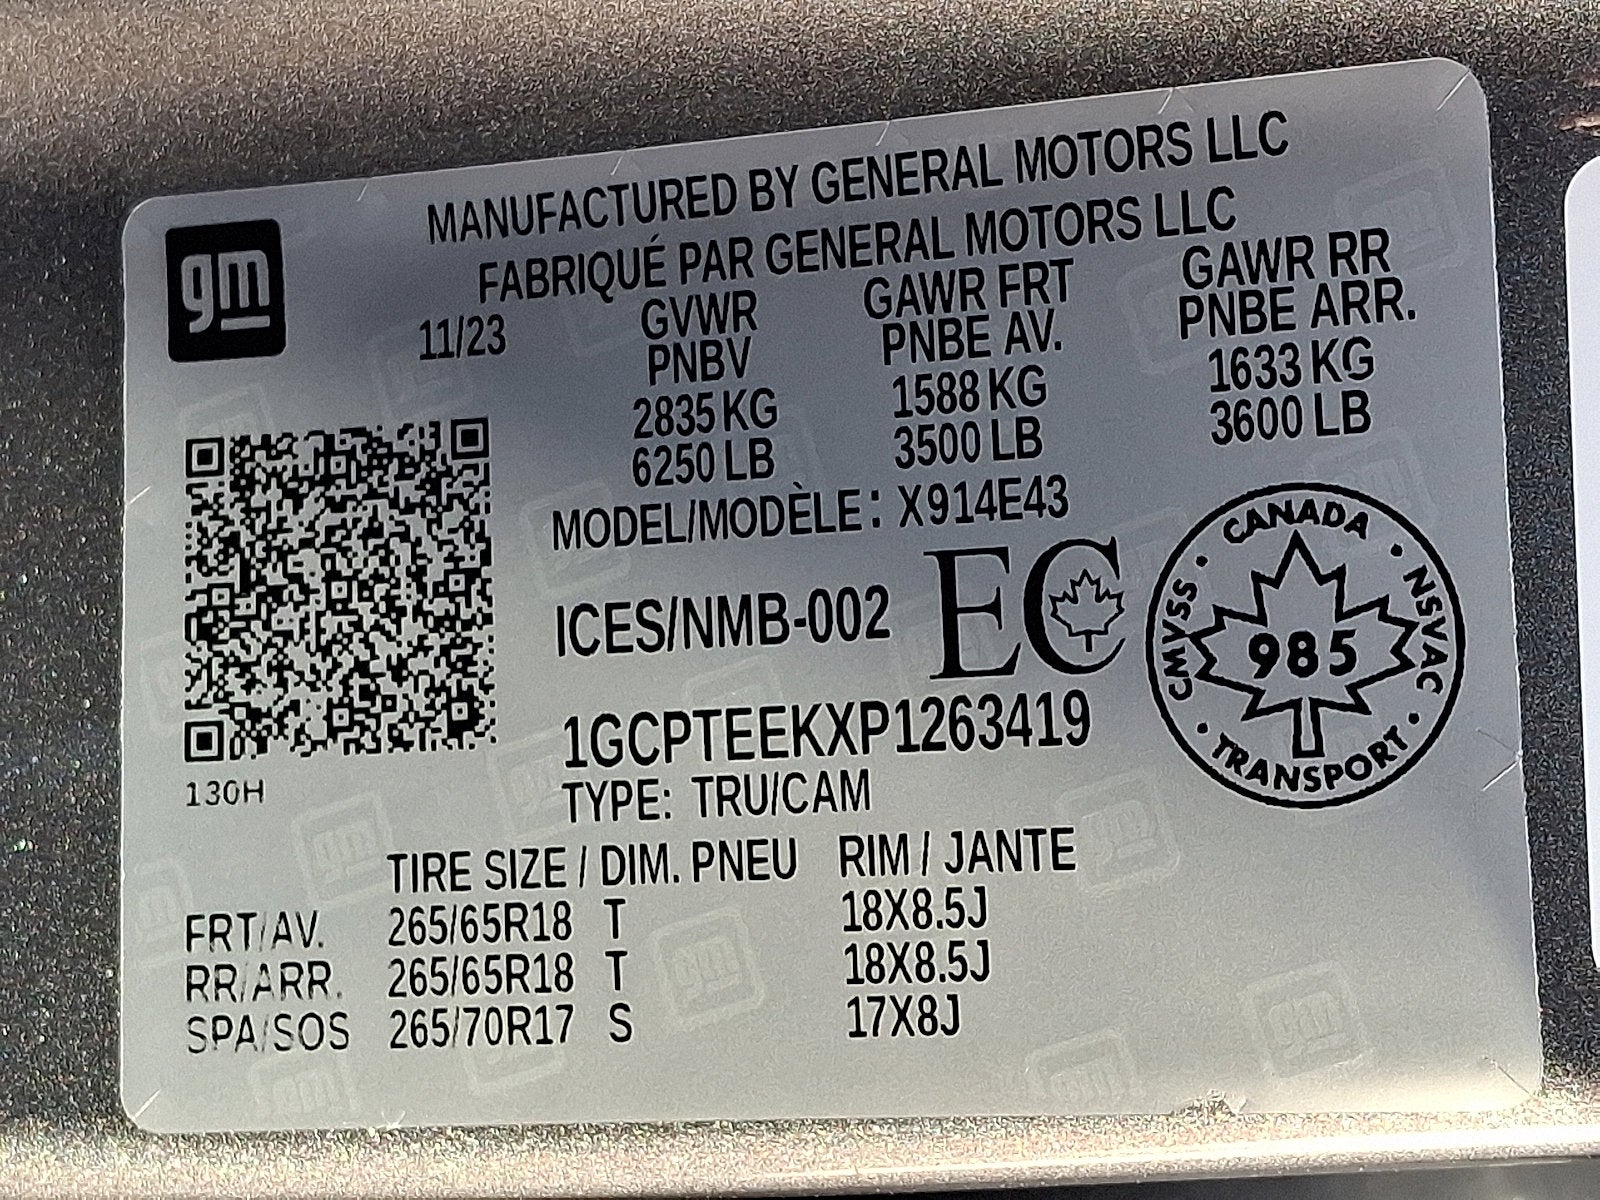 MANUFACTURED BY GENERAL MOTORS LLC
FABRIQUÉ PAR GENERAL MOTORS LLC
gm
11/23
GVWR
PNBV
2835 KG
6250 LB
GAWR FRT
PNBE AV.
1588 KG
3500 LB
GAWR RR
PNBE ARR.
1633 KG
3600 LB
MODEL/MODÈLE: X914E43
ICES/NMB-002 EC
CANADA
CMVSS · NSVAC
985
TRANSPORT
1GCPTEEKXP1263419
TYPE: TRU/CAM
130H
TIRE SIZE / DIM. PNEU RIM / JANTE
FRT/AV. 265/65R18 T 18X8.5J
RR/ARR. 265/65R18 T 18X8.5J
SPA/SOS 265/70R17 S 17X8J